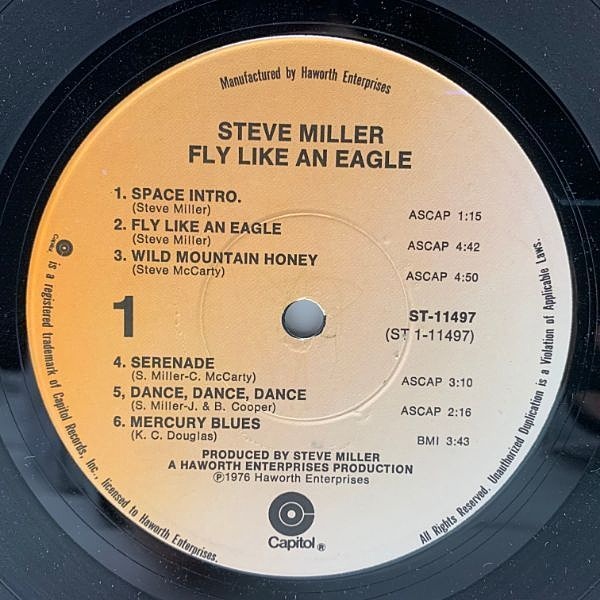 Manufactured by Haworth Enterprises
STEVE MILLER
FLY LIKE AN EAGLE
1. SPACE INTRO.
(Steve Miller) ASCAP 1:15
2. FLY LIKE AN EAGLE
(Steve Miller) ASCAP 4:42
3. WILD MOUNTAIN HONEY
(Steve McCarty) ASCAP 4:50
1
ST-11497
(ST 1-11497)
4. SERENADE
(S. Miller-C. McCarty) ASCAP 3:10
5, DANCE, DANCE, DANCE
(S. Miller-J. & B. Cooper) ASCAP 2:16
6. MERCURY BLUES
(K. C. Douglas) BMI 3:43
PRODUCED BY STEVE MILLER
A HAWORTH ENTERPRISES PRODUCTION
Ⓟ1976 Haworth Enterprises
Capitol®
Capitol is a registered trademark of Capitol Records, Inc., licensed to Haworth Enterprises.
All Rights Reserved. Unauthorized Duplication is a Violation of Applicable Laws.